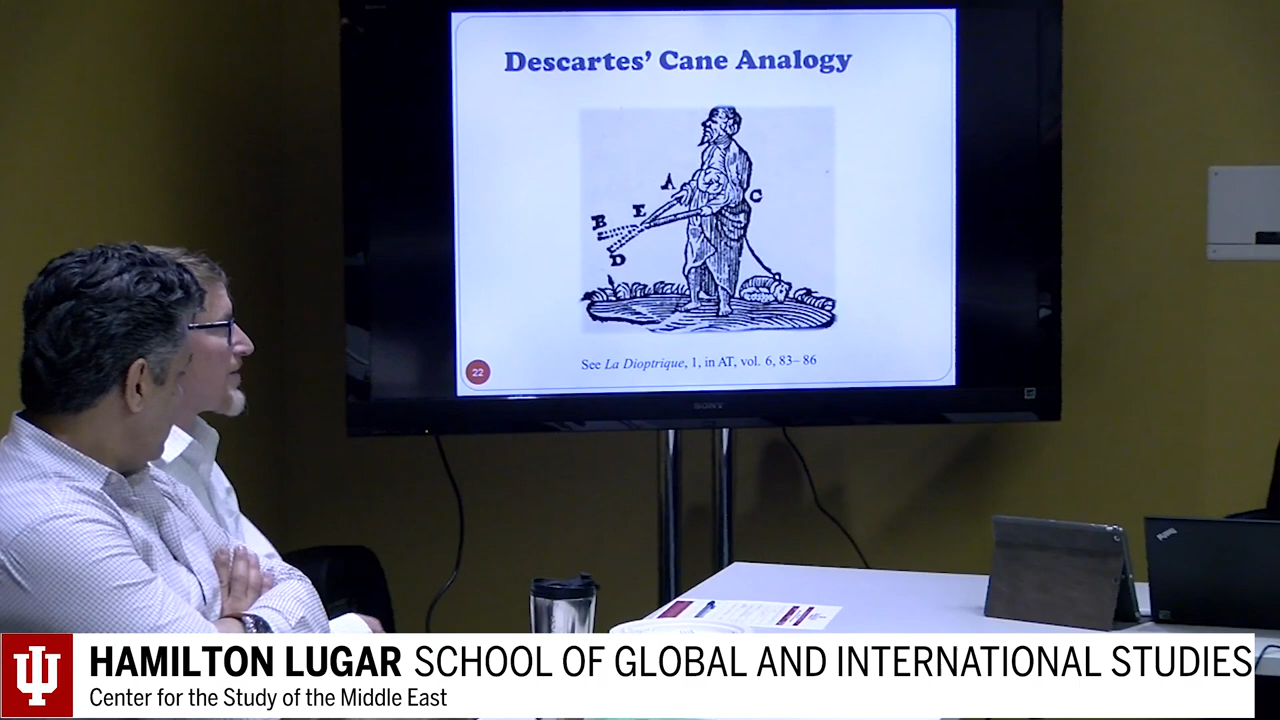 Descartes' Cane Analogy
A
C
E
B
D
See La Dioptrique, 1, in AT, vol. 6, 83–86
22
SONY
ThinkPad
HAMILTON LUGAR SCHOOL OF GLOBAL AND INTERNATIONAL STUDIES
Center for the Study of the Middle East